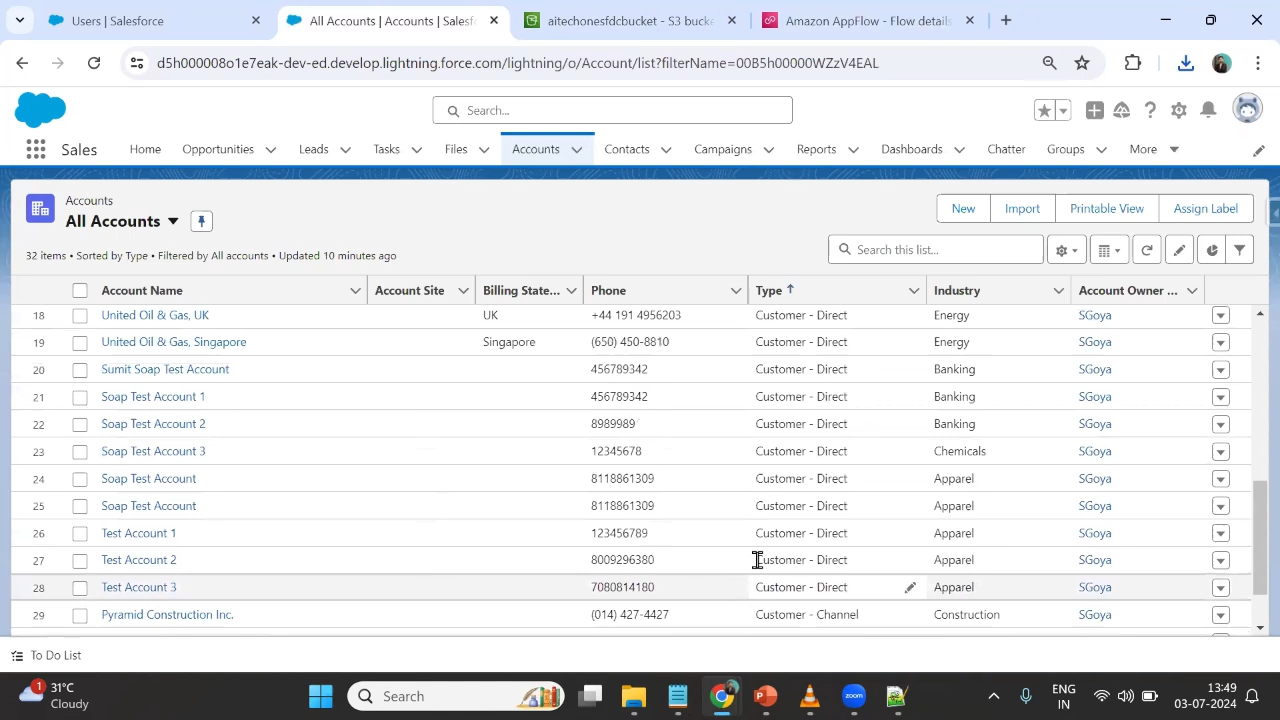 Users | Salesforce
All Accounts | Accounts | Salesf
aitechonesfdcbucket - S3 bucke
Amazon AppFlow - Flow details
d5h000008o1e7eak-dev-ed.develop.lightning.force.com/lightning/o/Account/list?filterName=00B5h00000WZzV4EAL
Search...
Sales
Home Opportunities Leads Tasks Files Accounts Contacts Campaigns Reports Dashboards Chatter Groups More
Accounts
All Accounts
New Import Printable View Assign Label
32 items • Sorted by Type • Filtered by All accounts • Updated 10 minutes ago
Search this list...
Account Name Account Site Billing State... Phone Type Industry Account Owner ...
18 United Oil & Gas, UK UK +44 191 4956203 Customer - Direct Energy SGoya
19 United Oil & Gas, Singapore Singapore (650) 450-8810 Customer - Direct Energy SGoya
20 Sumit Soap Test Account 456789342 Customer - Direct Banking SGoya
21 Soap Test Account 1 456789342 Customer - Direct Banking SGoya
22 Soap Test Account 2 8989989 Customer - Direct Banking SGoya
23 Soap Test Account 3 12345678 Customer - Direct Chemicals SGoya
24 Soap Test Account 8118861309 Customer - Direct Apparel SGoya
25 Soap Test Account 8118861309 Customer - Direct Apparel SGoya
26 Test Account 1 123456789 Customer - Direct Apparel SGoya
27 Test Account 2 8009296380 Customer - Direct Apparel SGoya
28 Test Account 3 7080814180 Customer - Direct Apparel SGoya
29 Pyramid Construction Inc. (014) 427-4427 Customer - Channel Construction SGoya
To Do List
1
31°C
Cloudy
Search
zoom
ENG
IN
13:49
03-07-2024